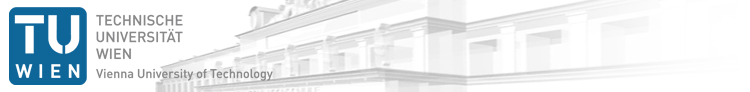 TU
WIEN
TECHNISCHE
UNIVERSITÄT
WIEN
Vienna University of Technology